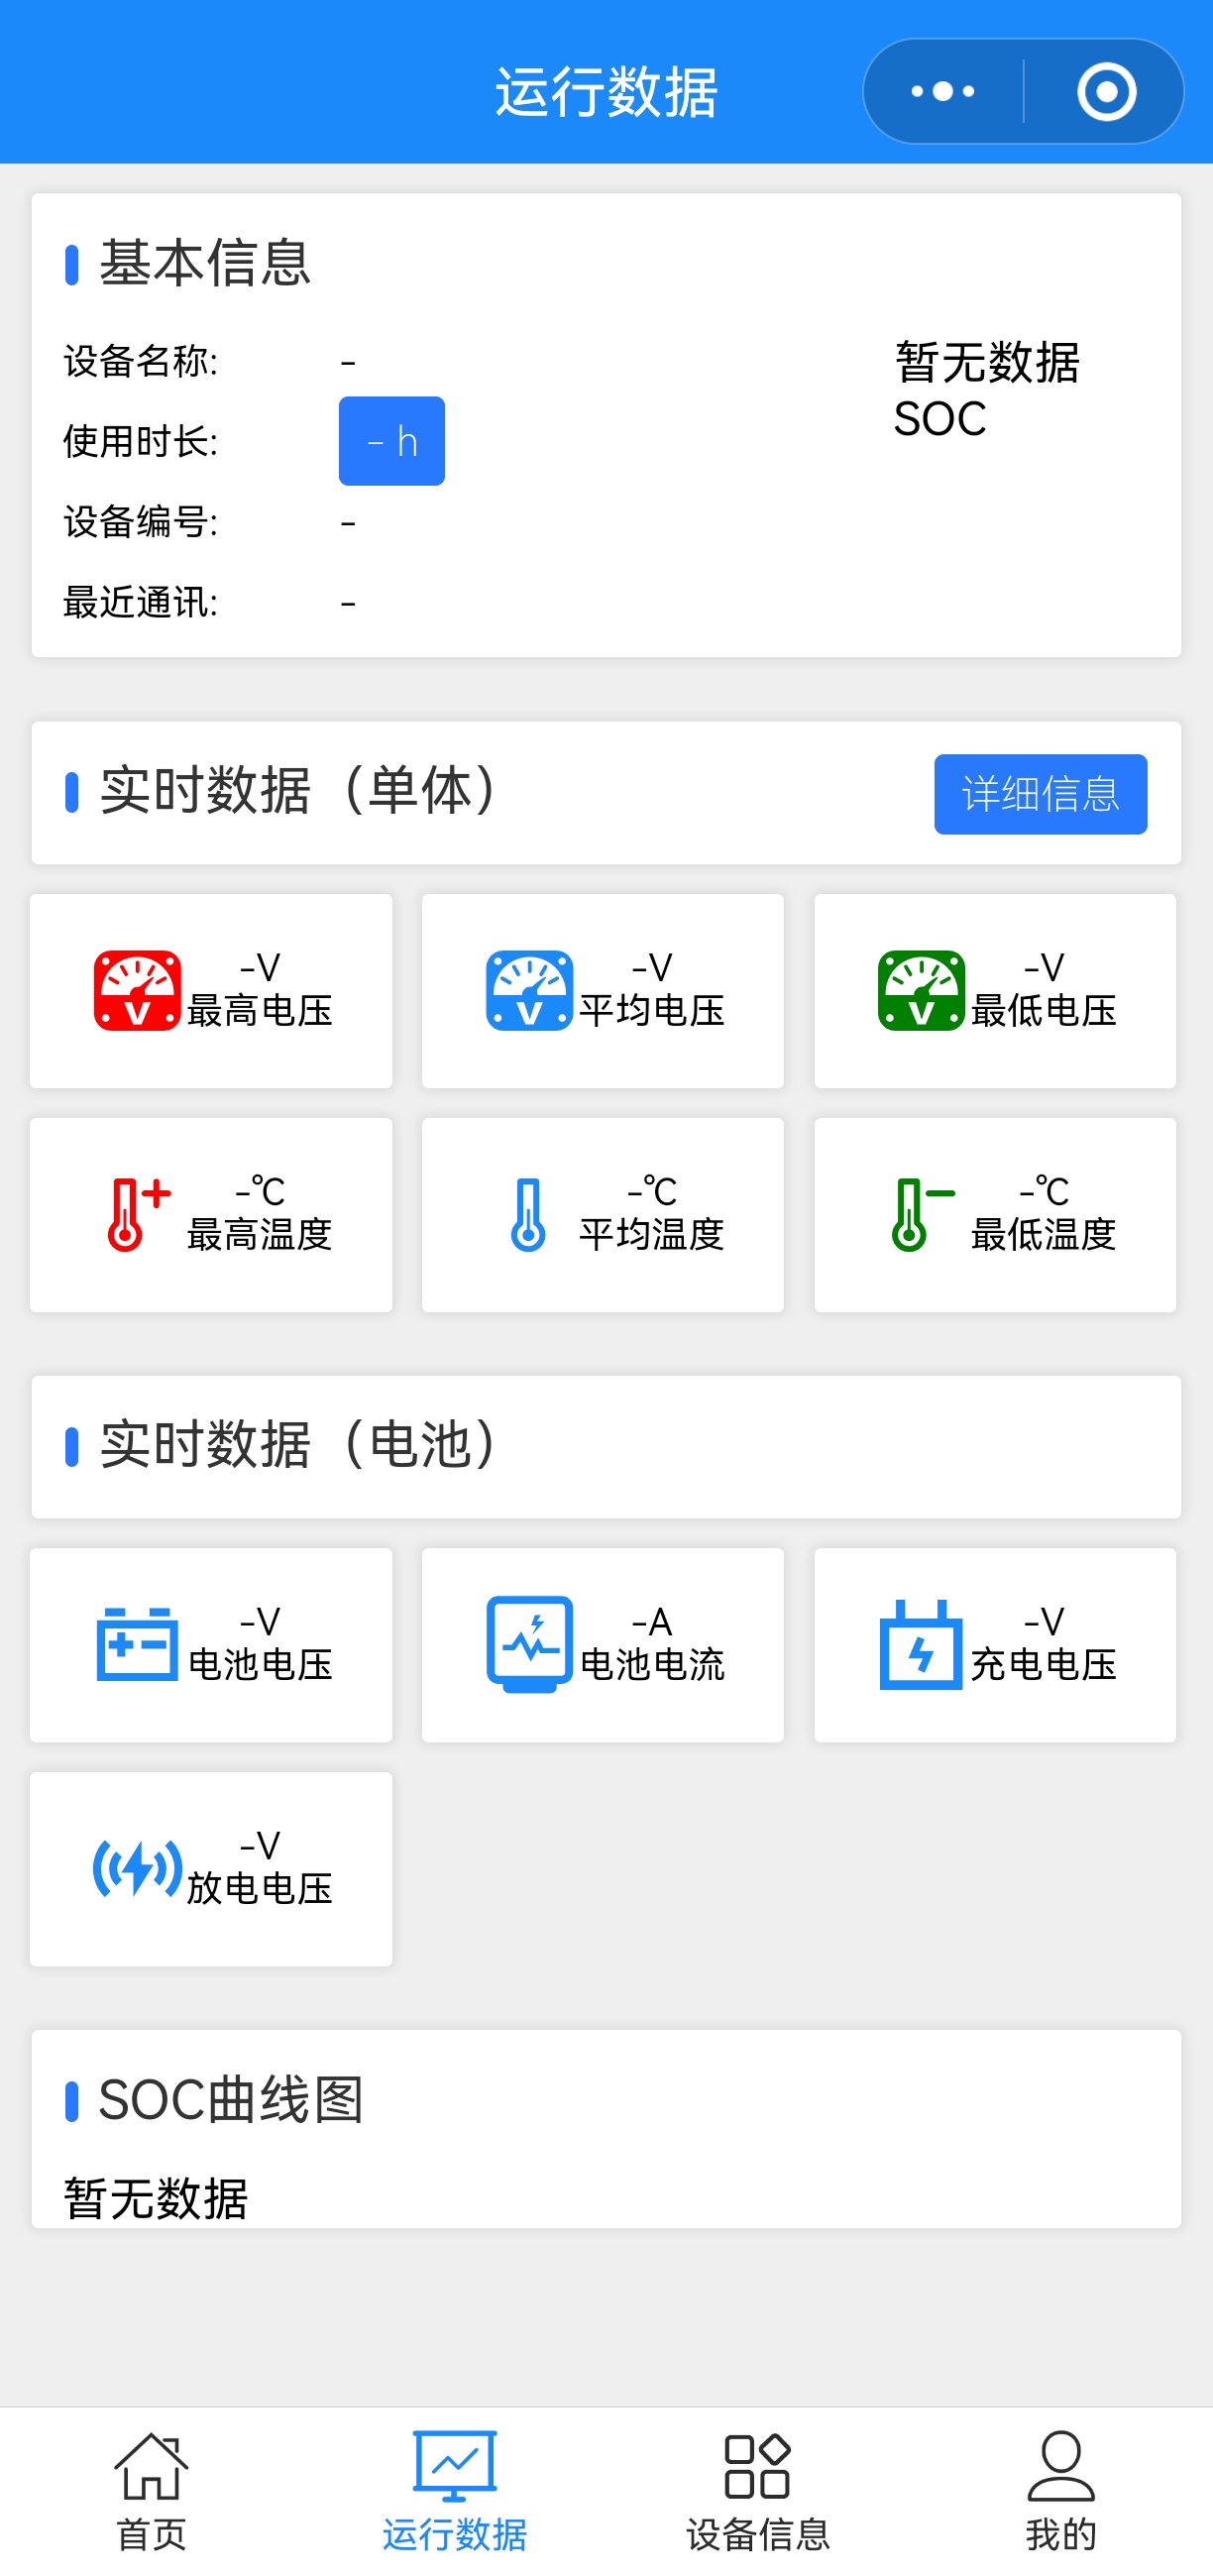 运行数据
基本信息
设备名称: -
暂无数据
SOC
使用时长: - h
设备编号: -
最近通讯: -
实时数据（单体）
详细信息
-V
最高电压
-V
平均电压
-V
最低电压
-℃
最高温度
-℃
平均温度
-℃
最低温度
实时数据（电池）
-V
电池电压
-A
电池电流
-V
充电电压
-V
放电电压
SOC曲线图
暂无数据
首页
运行数据
设备信息
我的